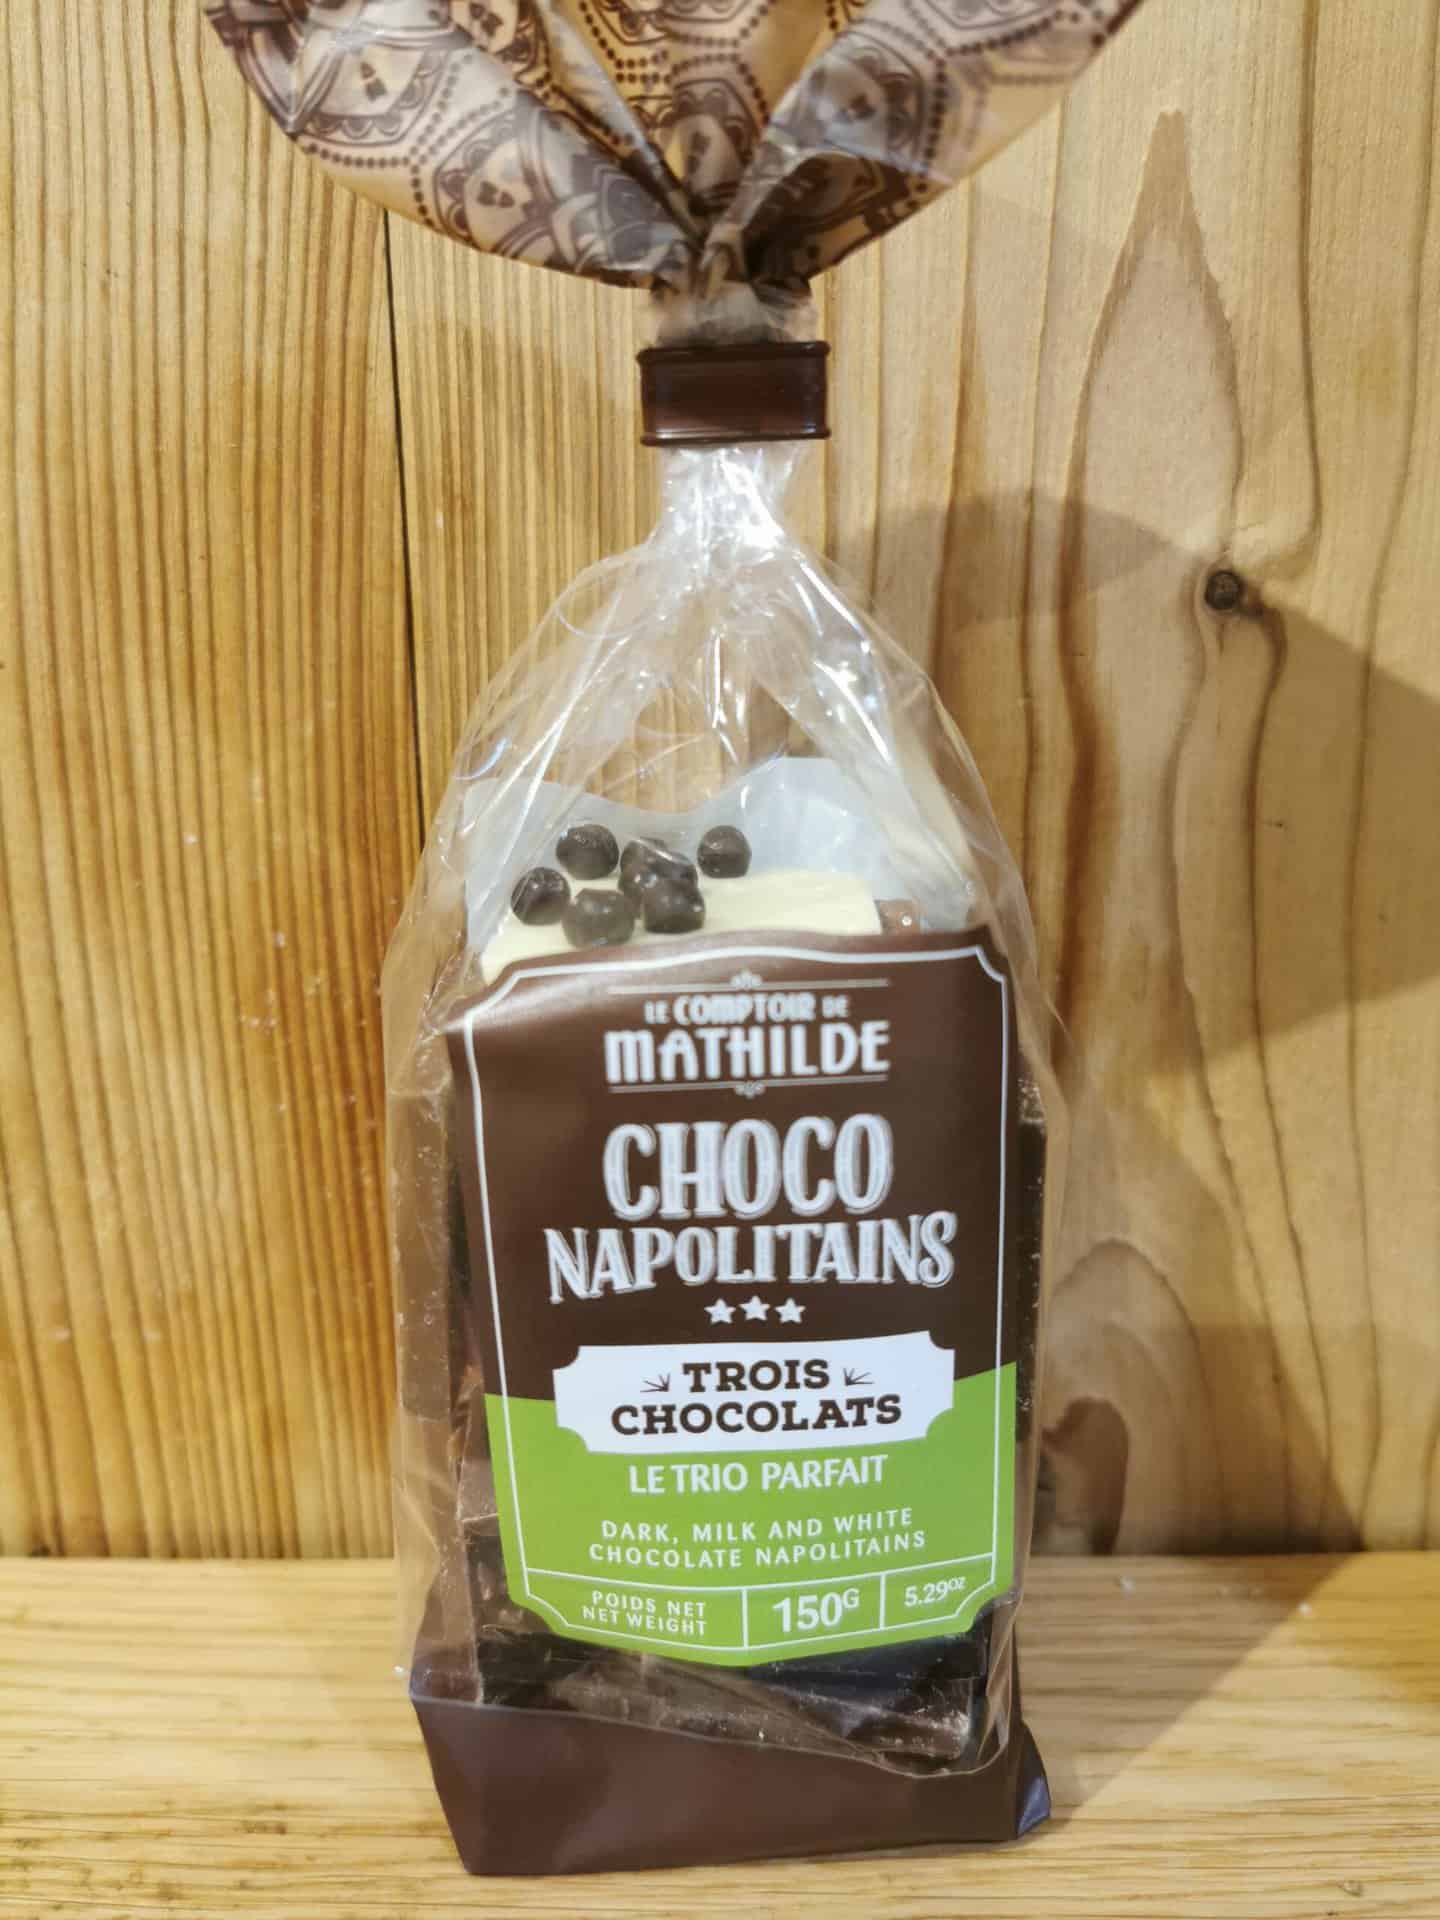 LE COMPTOIR DE
MATHILDE
CHOCO
NAPOLITAINS
TROIS
CHOCOLATS
LE TRIO PARFAIT
DARK, MILK AND WHITE
CHOCOLATE NAPOLITAINS
POIDS NET
NET WEIGHT
150G
5.29oz